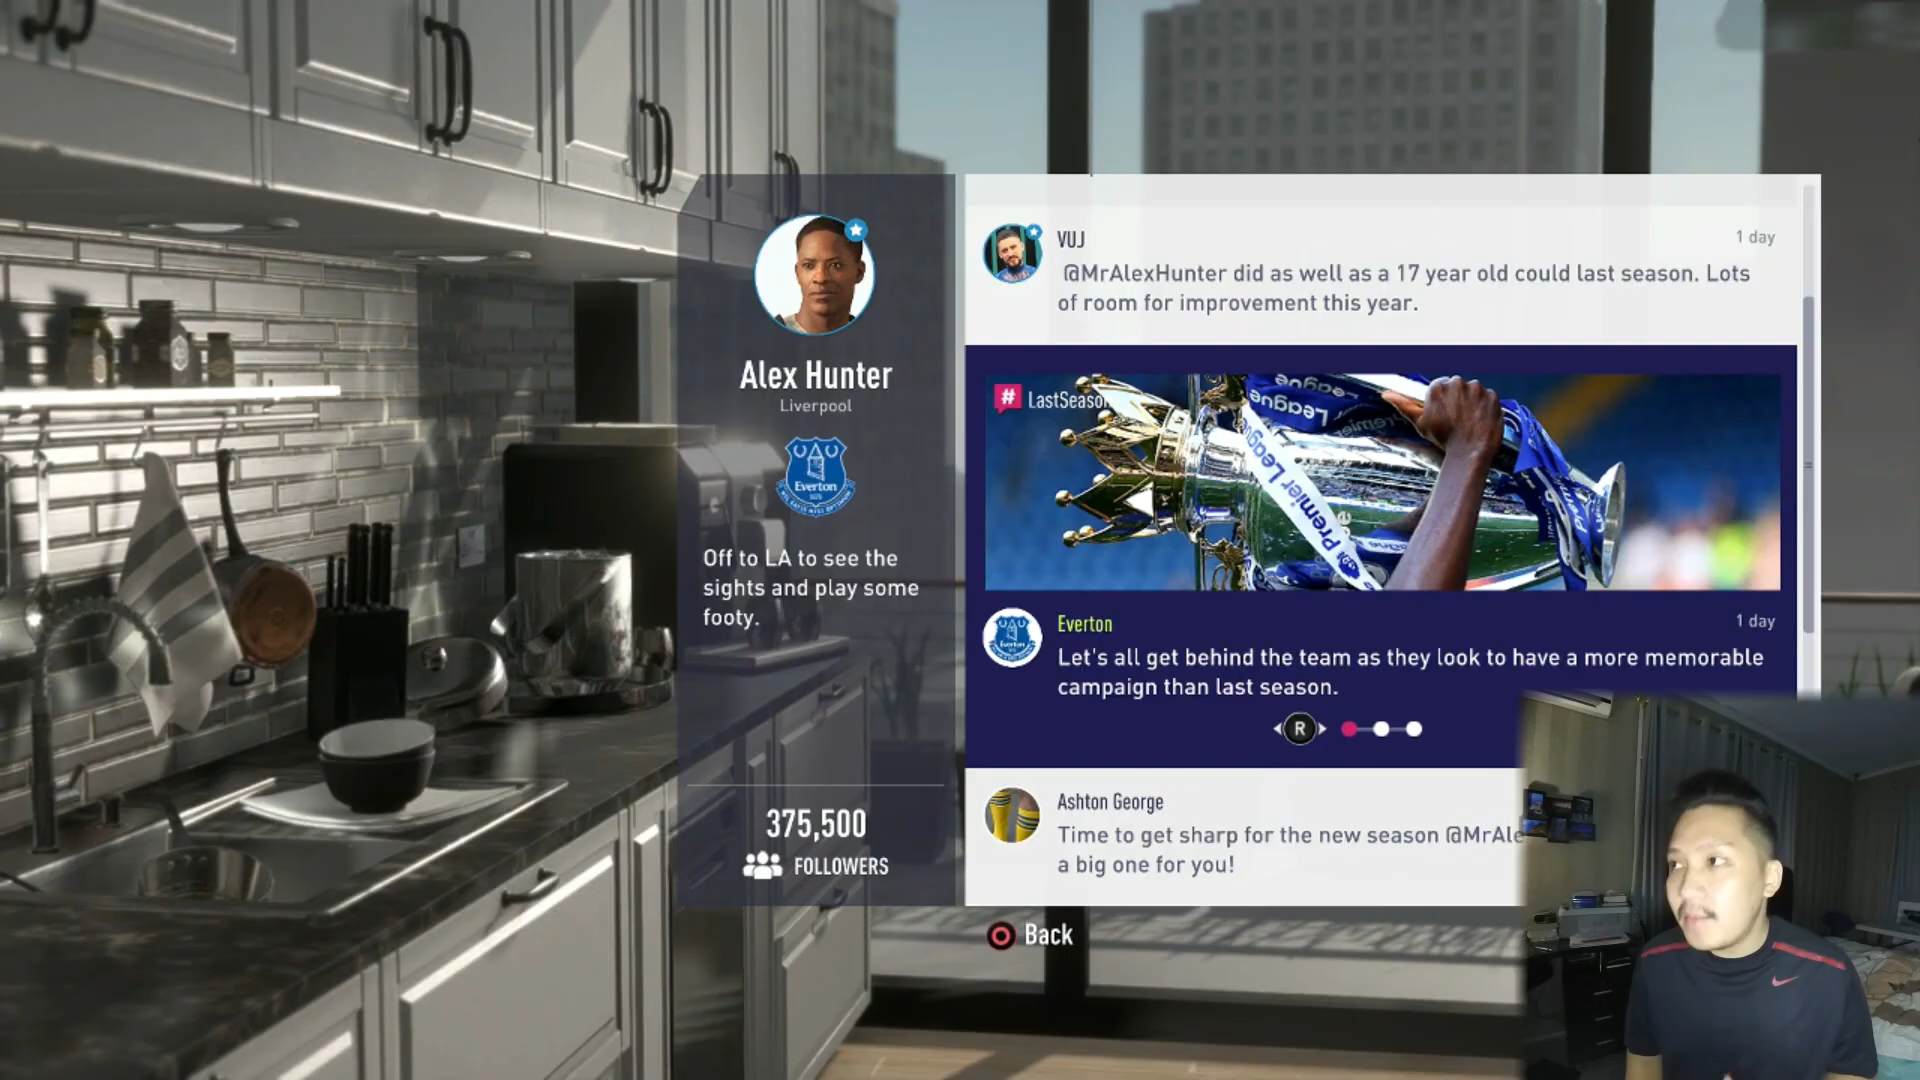 Alex Hunter
Liverpool
Everton
Off to LA to see the
sights and play some
footy.
375,500
FOLLOWERS
VUJ
1 day
@MrAlexHunter did as well as a 17 year old could last season. Lots
of room for improvement this year.
# LastSeason
League
League
Premier League
Everton
Everton
1 day
Let's all get behind the team as they look to have a more memorable
campaign than last season.
R
Ashton George
Time to get sharp for the new season @MrAle
a big one for you!
Back